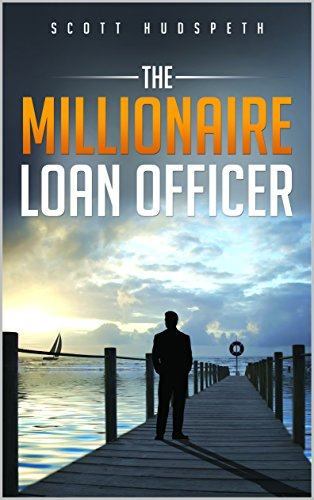 SCOTT HUDSPETH
THE
MILLIONAIRE
LOAN OFFICER